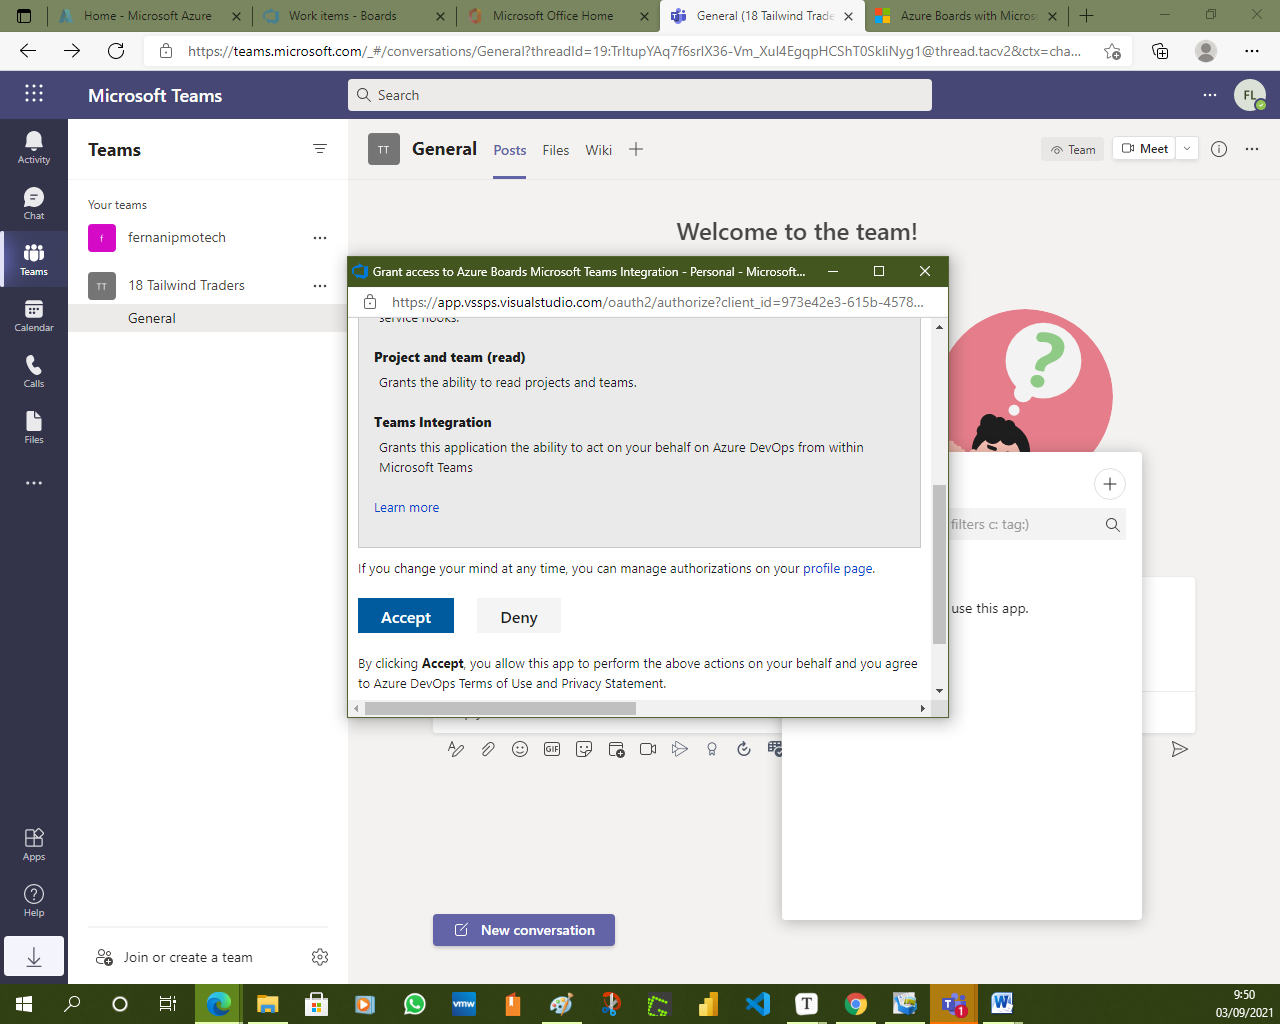 Home - Microsoft Azure
Work items - Boards
Microsoft Office Home
General (18 Tailwind Trade
Azure Boards with Micros
https://teams.microsoft.com/_#/conversations/General?threadId=19:TrItupYAq7f6srIX36-Vm_Xul4EgqpHCShT0SkIiNyg1@thread.tacv2&ctx=cha...
Microsoft Teams
Search
FL
Activity
Chat
Teams
Calendar
Calls
Files
Apps
Help
Teams
Your teams
f
fernanipmotech
TT
18 Tailwind Traders
General
Join or create a team
TT
General
Posts
Files
Wiki
Team
Meet
Welcome to the team!
Grant access to Azure Boards Microsoft Teams Integration - Personal - Microsoft...
https://app.vssps.visualstudio.com/oauth2/authorize?client_id=973e42e3-615b-4578...
service hooks.
Project and team (read)
Grants the ability to read projects and teams.
Teams Integration
Grants this application the ability to act on your behalf on Azure DevOps from within
Microsoft Teams
Learn more
If you change your mind at any time, you can manage authorizations on your profile page.
Accept
Deny
By clicking Accept, you allow this app to perform the above actions on your behalf and you agree
to Azure DevOps Terms of Use and Privacy Statement.
?
filters c: tag:)
use this app.
GIF
New conversation
vmw
T
1
W
9:50
03/09/2021